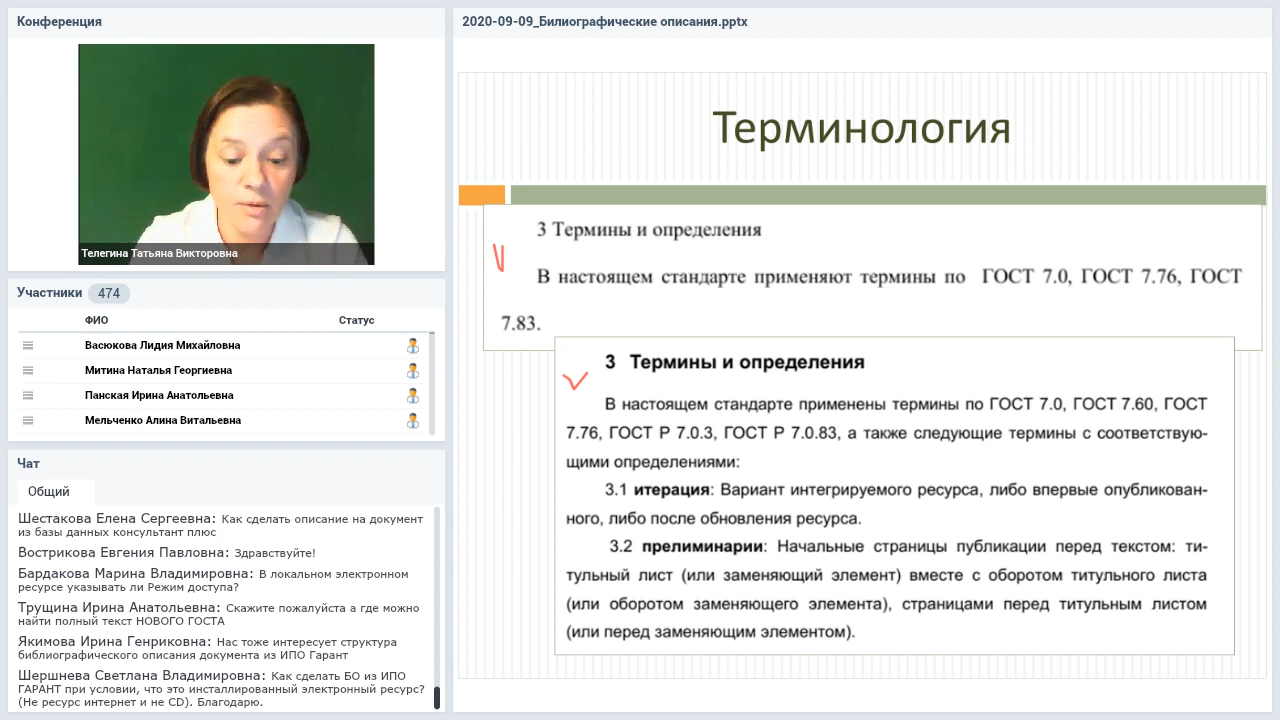 Конференция
Телегина Татьяна Викторовна
Участники 474
ФИО Статус
Васюкова Лидия Михайловна
Митина Наталья Георгиевна
Панская Ирина Анатольевна
Мельченко Алина Витальевна
Чат
Общий
Шестакова Елена Сергеевна: Как сделать описание на документ
из базы данных консультант плюс
Вострикова Евгения Павловна: Здравствуйте!
Бардакова Марина Владимировна: В локальном электронном
ресурсе указывать ли Режим доступа?
Трущина Ирина Анатольевна: Скажите пожалуйста а где можно
найти полный текст НОВОГО ГОСТА
Якимова Ирина Генриковна: Нас тоже интересует структура
библиографического описания документа из ИПО Гарант
Шершнева Светлана Владимировна: Как сделать БО из ИПО
ГАРАНТ при условии, что это инсталлированный электронный ресурс?
(Не ресурс интернет и не CD). Благодарю.
2020-09-09_Билиографические описания.pptx
Терминология
3 Термины и определения
В настоящем стандарте применяют термины по ГОСТ 7.0, ГОСТ 7.76, ГОСТ
7.83.
3 Термины и определения
В настоящем стандарте применены термины по ГОСТ 7.0, ГОСТ 7.60, ГОСТ
7.76, ГОСТ Р 7.0.3, ГОСТ Р 7.0.83, а также следующие термины с соответствую-
щими определениями:
3.1 итерация: Вариант интегрируемого ресурса, либо впервые опубликован-
ного, либо после обновления ресурса.
3.2 прелиминарии: Начальные страницы публикации перед текстом: ти-
тульный лист (или заменяющий элемент) вместе с оборотом титульного листа
(или оборотом заменяющего элемента), страницами перед титульным листом
(или перед заменяющим элементом).